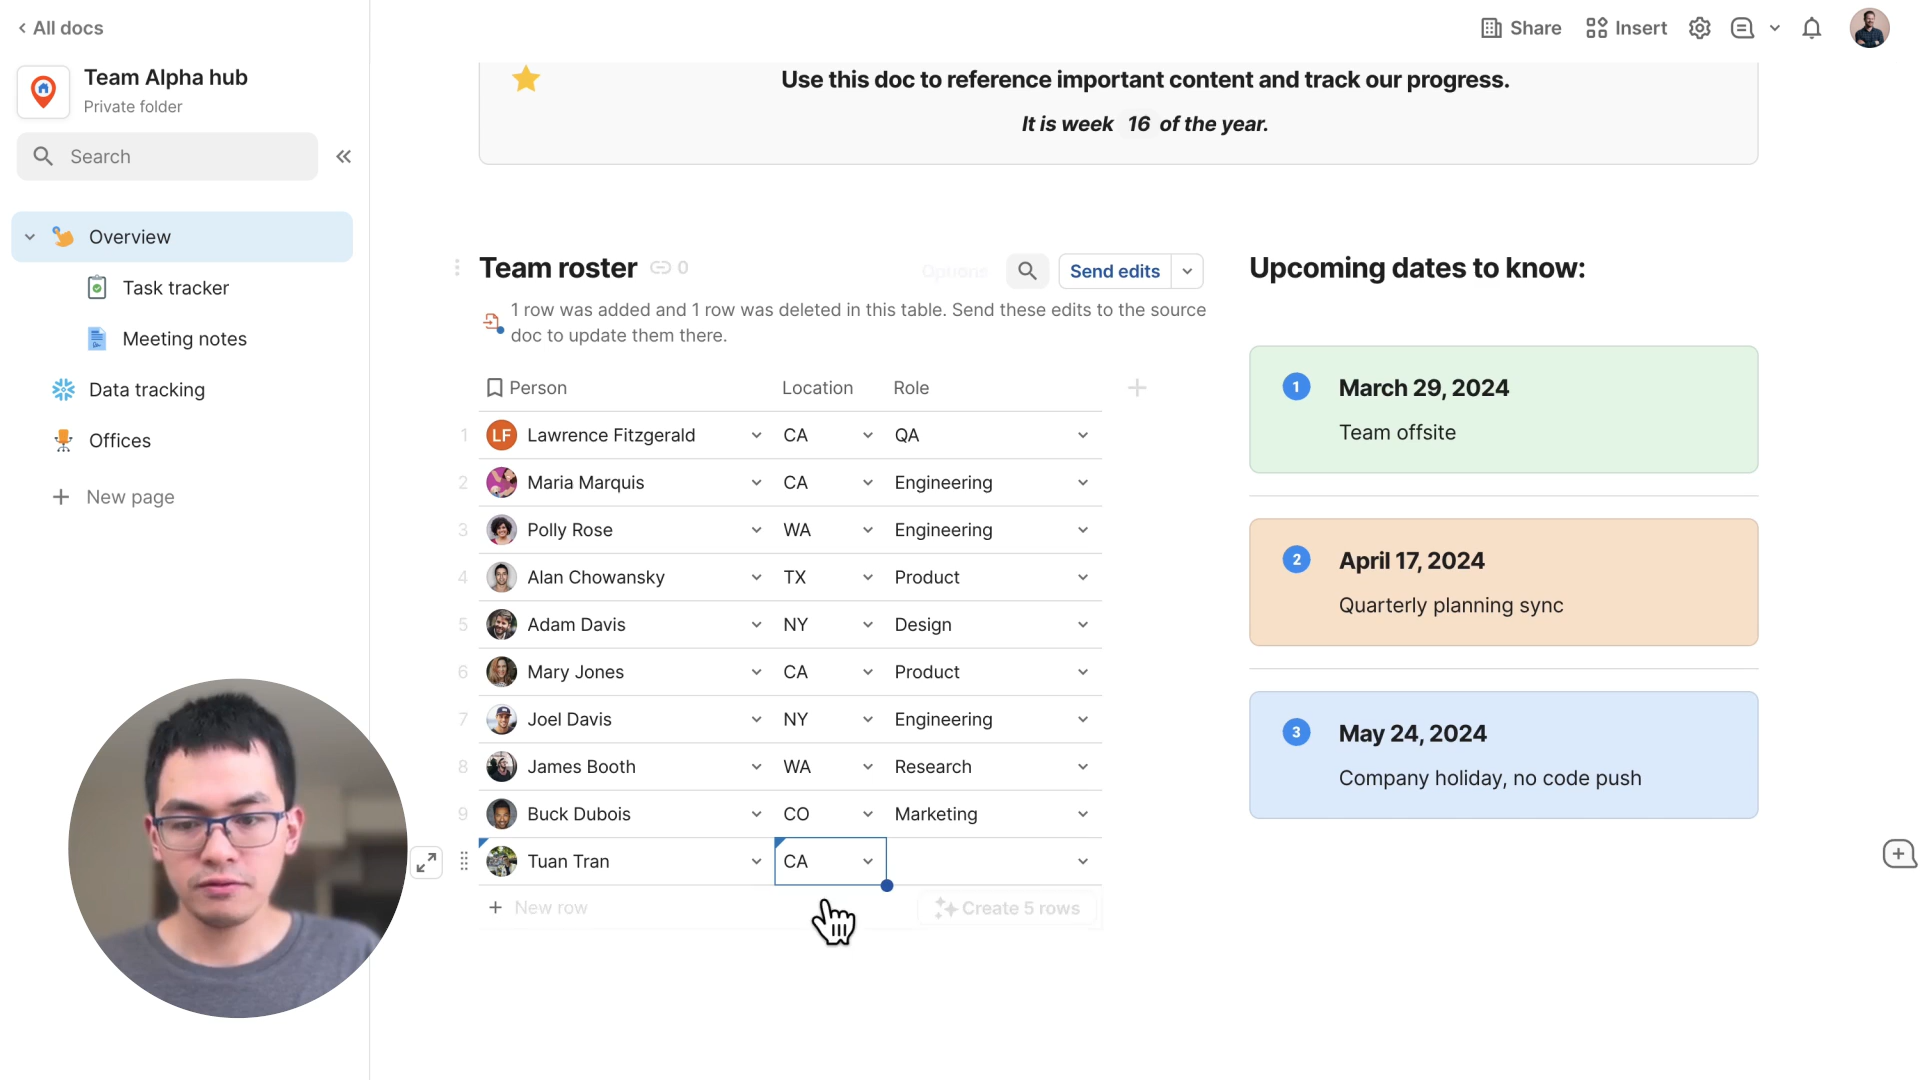 All docs
Share
Insert
Team Alpha hub
Private folder
Search
Overview
Task tracker
Meeting notes
Data tracking
Offices
New page
Use this doc to reference important content and track our progress.
It is week 16 of the year.
Team roster 0
Options
Send edits
1 row was added and 1 row was deleted in this table. Send these edits to the source
doc to update them there.
Person Location Role
1 LF Lawrence Fitzgerald CA QA
2 Maria Marquis CA Engineering
3 Polly Rose WA Engineering
4 Alan Chowansky TX Product
5 Adam Davis NY Design
6 Mary Jones CA Product
7 Joel Davis NY Engineering
8 James Booth WA Research
9 Buck Dubois CO Marketing
Tuan Tran CA
New row
Create 5 rows
Upcoming dates to know:
1 March 29, 2024
Team offsite
2 April 17, 2024
Quarterly planning sync
3 May 24, 2024
Company holiday, no code push